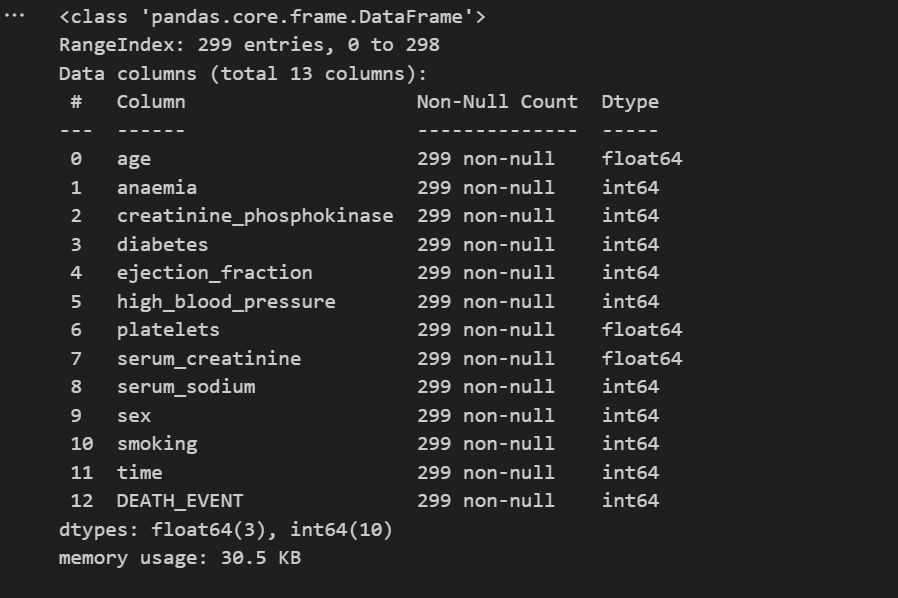 ...
<class 'pandas.core.frame.DataFrame'>
RangeIndex: 299 entries, 0 to 298
Data columns (total 13 columns):
 #   Column                    Non-Null Count  Dtype
---  ------                    --------------  -----
 0   age                       299 non-null    float64
 1   anaemia                   299 non-null    int64
 2   creatinine_phosphokinase  299 non-null    int64
 3   diabetes                  299 non-null    int64
 4   ejection_fraction         299 non-null    int64
 5   high_blood_pressure       299 non-null    int64
 6   platelets                 299 non-null    float64
 7   serum_creatinine          299 non-null    float64
 8   serum_sodium              299 non-null    int64
 9   sex                       299 non-null    int64
 10  smoking                   299 non-null    int64
 11  time                      299 non-null    int64
 12  DEATH_EVENT               299 non-null    int64
dtypes: float64(3), int64(10)
memory usage: 30.5 KB